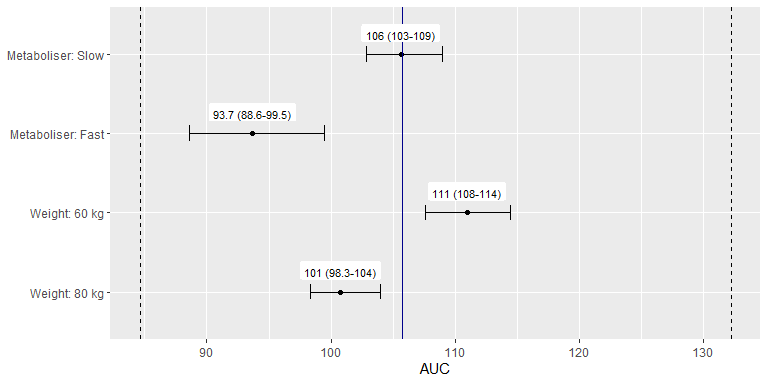 106 (103-109)
Metaboliser: Slow
93.7 (88.6-99.5)
Metaboliser: Fast
111 (108-114)
Weight: 60 kg
101 (98.3-104)
Weight: 80 kg
90 100 110 120 130
AUC